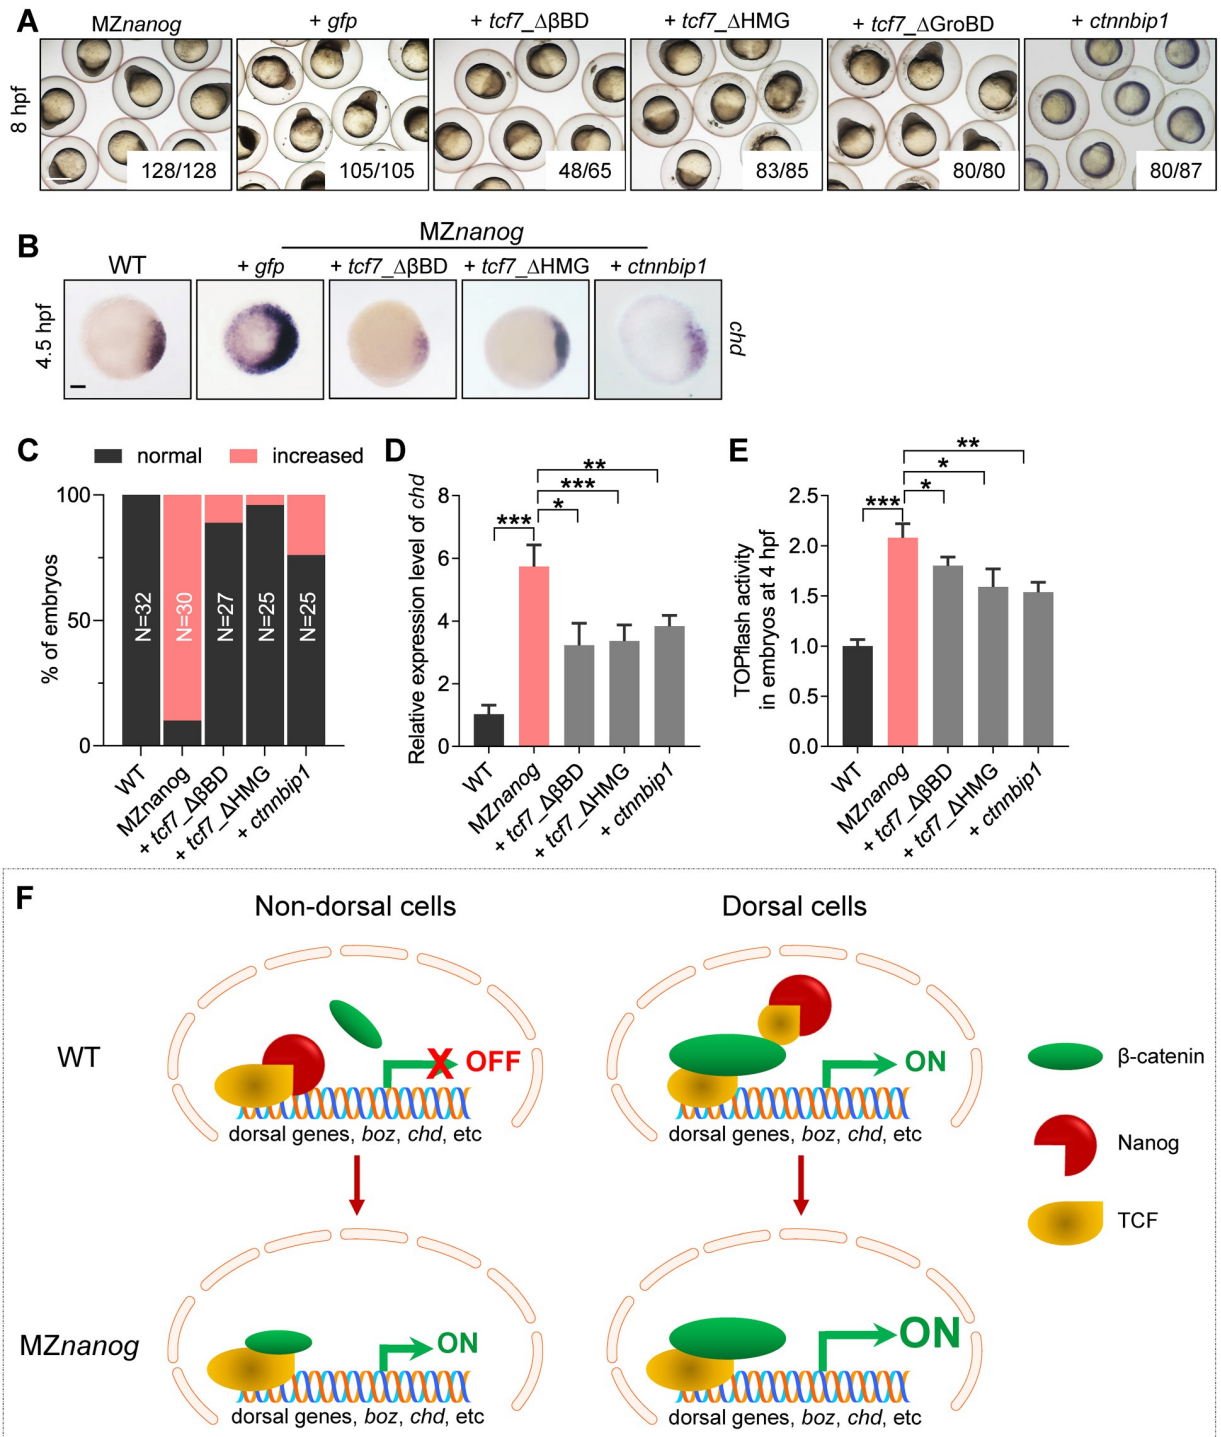 A
MZnanog
+ gfp
+ tcf7_ΔβBD
+ tcf7_ΔHMG
+ tcf7_ΔGroBD
+ ctnnbip1
8 hpf
128/128
105/105
48/65
83/85
80/80
80/87
B
MZnanog
WT
+ gfp
+ tcf7_ΔβBD
+ tcf7_ΔHMG
+ ctnnbip1
4.5 hpf
chd
C
normal
increased
% of embryos
100
50
0
N=32
N=30
N=27
N=25
N=25
WT
MZnanog
+ tcf7_ΔβBD
+ tcf7_ΔHMG
+ ctnnbip1
D
Relative expression level of chd
8
6
4
2
0
***
*
***
**
WT
MZnanog
+ tcf7_ΔβBD
+ tcf7_ΔHMG
+ ctnnbip1
E
TOPflash activity
in embryos at 4 hpf
2.5
2.0
1.5
1.0
0.5
0.0
***
*
*
**
WT
MZnanog
+ tcf7_ΔβBD
+ tcf7_ΔHMG
+ ctnnbip1
F
Non-dorsal cells
Dorsal cells
WT
X OFF
ON
dorsal genes, boz, chd, etc
dorsal genes, boz, chd, etc
β-catenin
Nanog
TCF
MZnanog
ON
ON
dorsal genes, boz, chd, etc
dorsal genes, boz, chd, etc